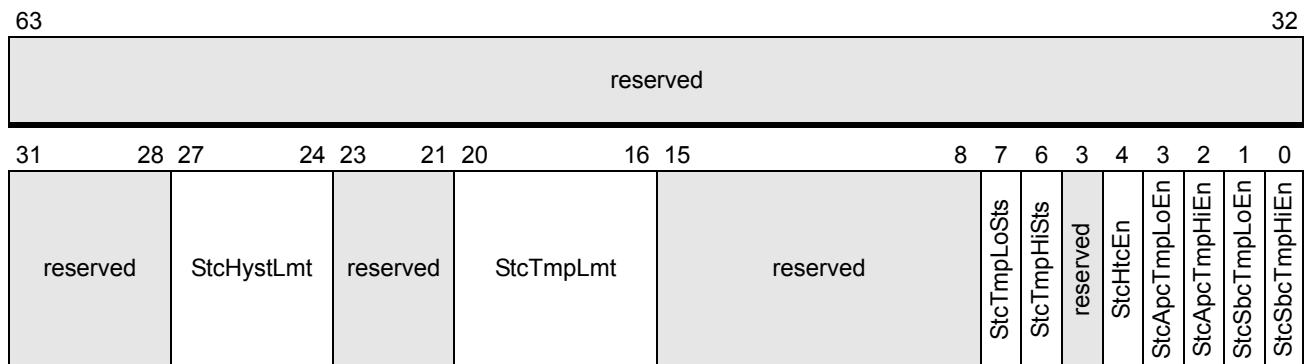 63 32
reserved
31 28 27 24 23 21 20 16 15 8 7 6 3 4 3 2 1 0
reserved StcHystLmt reserved StcTmpLmt reserved StcTmpLoSts StcTmpHiSts reserved StcHtcEn StcApcTmpLoEn StcApcTmpHiEn StcSbcTmpLoEn StcSbcTmpHiEn